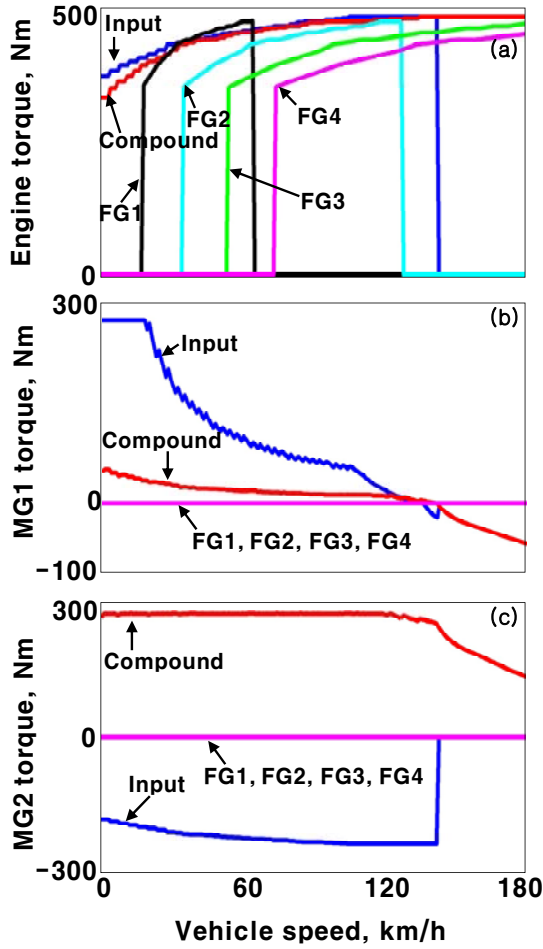 Engine torque, Nm
500
0
(a)
Input
Compound
FG1
FG2
FG3
FG4
MG1 torque, Nm
300
0
−100
(b)
Input
Compound
FG1, FG2, FG3, FG4
MG2 torque, Nm
300
0
−300
(c)
Compound
FG1, FG2, FG3, FG4
Input
0 60 120 180
Vehicle speed, km/h